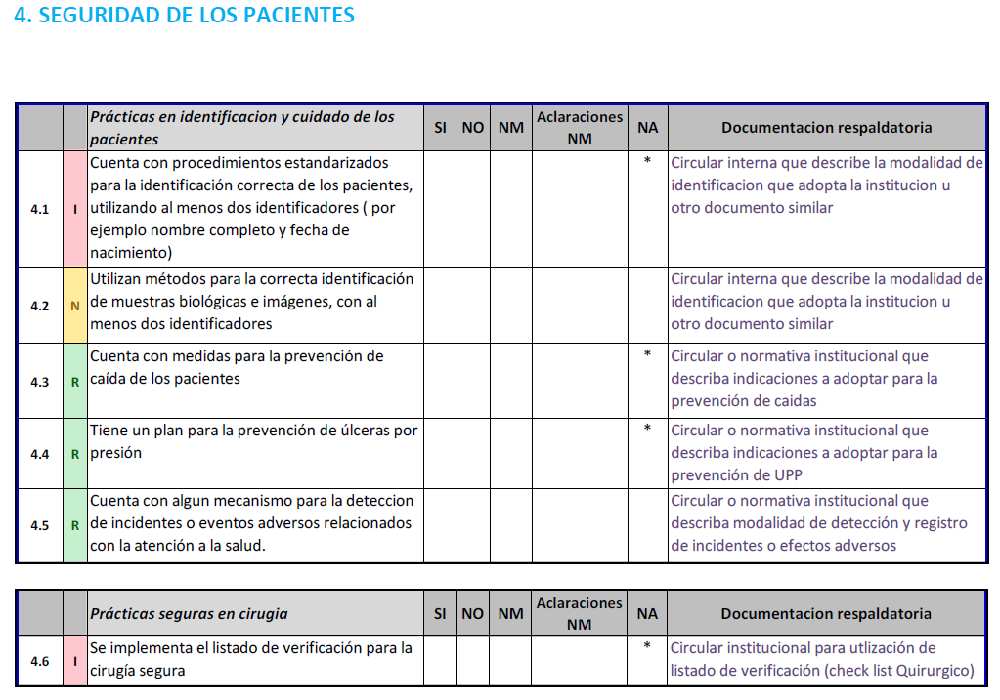 4. SEGURIDAD DE LOS PACIENTES
Prácticas en identificacion y cuidado de los
pacientes
SI NO NM Aclaraciones
NM
NA Documentacion respaldatoria
4.1 I
Cuenta con procedimientos estandarizados
para la identificación correcta de los pacientes,
utilizando al menos dos identificadores ( por
ejemplo nombre completo y fecha de
nacimiento)
*
Circular interna que describe la modalidad de
identificacion que adopta la institucion u
otro documento similar
4.2 N
Utilizan métodos para la correcta identificación
de muestras biológicas e imágenes, con al
menos dos identificadores
Circular interna que describe la modalidad de
identificacion que adopta la institucion u
otro documento similar
4.3 R
Cuenta con medidas para la prevención de
caída de los pacientes
*
Circular o normativa institucional que
describa indicaciones a adoptar para la
prevención de caidas
4.4 R
Tiene un plan para la prevención de úlceras por
presión
*
Circular o normativa institucional que
describa indicaciones a adoptar para la
prevención de UPP
4.5 R
Cuenta con algun mecanismo para la deteccion
de incidentes o eventos adversos relacionados
con la atención a la salud.
Circular o normativa institucional que
describa modalidad de detección y registro
de incidentes o efectos adversos
Prácticas seguras en cirugia
SI NO NM Aclaraciones
NM
NA Documentacion respaldatoria
4.6 I
Se implementa el listado de verificación para la
cirugía segura
*
Circular institucional para utlización de
listado de verificación (check list Quirurgico)